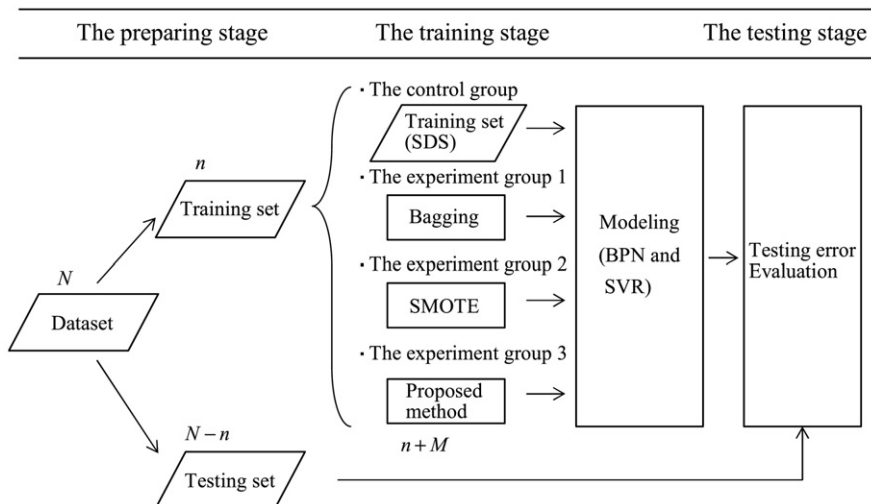 The preparing stage
The training stage
The testing stage
· The control group
Training set
(SDS)
n
Training set
· The experiment group 1
Bagging
Modeling
(BPN and
SVR)
Testing error
Evaluation
· The experiment group 2
SMOTE
N
Dataset
· The experiment group 3
Proposed
method
n + M
N − n
Testing set